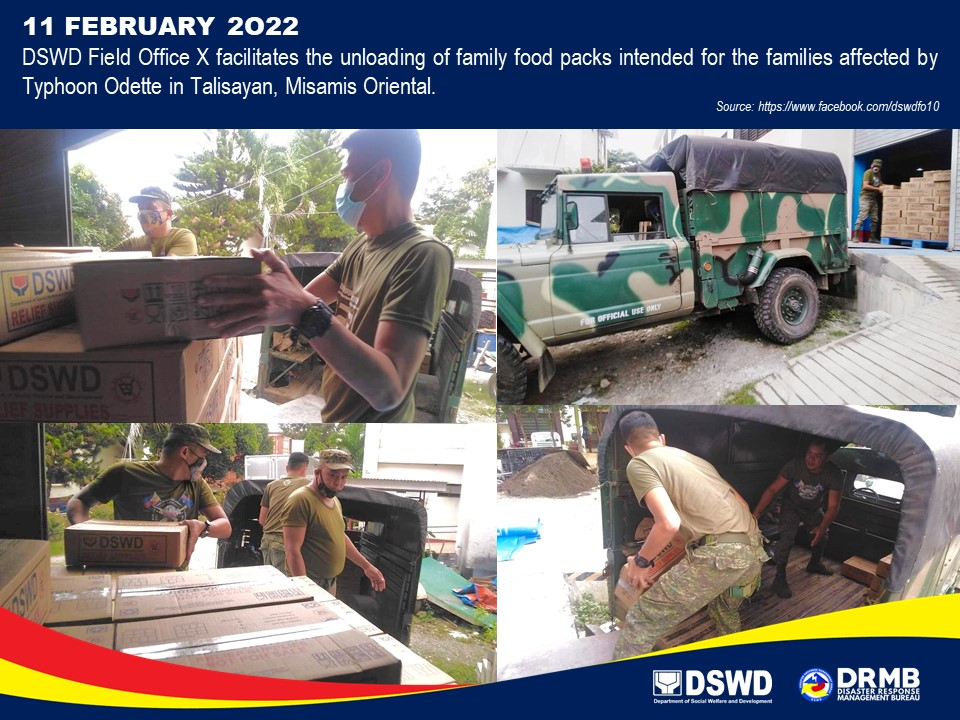 11 FEBRUARY 2022
DSWD Field Office X facilitates the unloading of family food packs intended for the families affected by
Typhoon Odette in Talisayan, Misamis Oriental.
Source: https://www.facebook.com/dswdfo10
DSWD
RELIEF
DSWD
LIEF SUPPLIES
FOR OFFICIAL USE ONLY
DSWD
DSWD
Department of Social Welfare and Development
DRMB
DISASTER RESPONSE
MANAGEMENT BUREAU